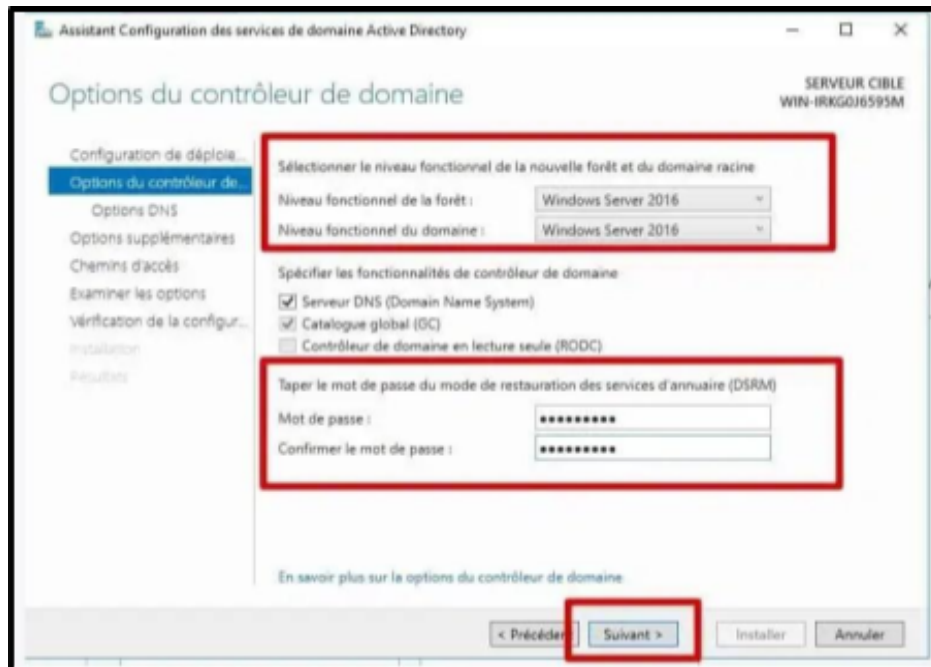 Assistant Configuration des services de domaine Active Directory
Options du contrôleur de domaine
SERVEUR CIBLE
WIN-IRKG0J6595M
Configuration de déploie...
Options du contrôleur de...
Options DNS
Options supplémentaires
Chemins d'accès
Examiner les options
Vérification de la configur...
Installation
Résultats
Sélectionner le niveau fonctionnel de la nouvelle forêt et du domaine racine
Niveau fonctionnel de la forêt : Windows Server 2016
Niveau fonctionnel du domaine : Windows Server 2016
Spécifier les fonctionnalités de contrôleur de domaine
Serveur DNS (Domain Name System)
Catalogue global (GC)
Contrôleur de domaine en lecture seule (RODC)
Taper le mot de passe du mode de restauration des services d'annuaire (DSRM)
Mot de passe : •••••••••
Confirmer le mot de passe : •••••••••
En savoir plus sur la options du contrôleur de domaine
< Précéden Suivant > Installer Annuler